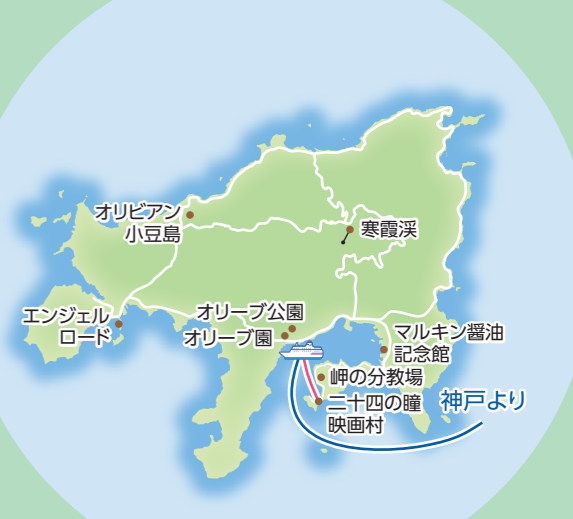 オリビアン
小豆島
寒霞渓
エンジェル
ロード
オリーブ公園
オリーブ園
マルキン醤油
記念館
岬の分教場
二十四の瞳
映画村
神戸より